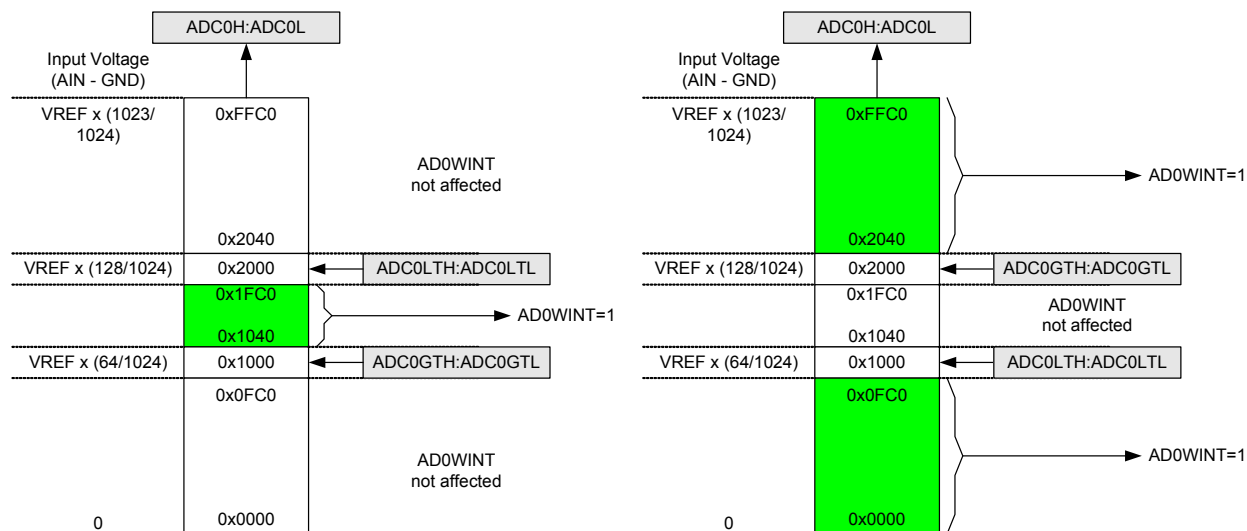 ADC0H:ADC0L
Input Voltage
(AIN - GND)
VREF x (1023/
1024)
0xFFC0
AD0WINT
not affected
0x2040
VREF x (128/1024)
0x2000
ADC0LTH:ADC0LTL
0x1FC0
AD0WINT=1
0x1040
VREF x (64/1024)
0x1000
ADC0GTH:ADC0GTL
0x0FC0
AD0WINT
not affected
0
0x0000
ADC0H:ADC0L
Input Voltage
(AIN - GND)
VREF x (1023/
1024)
0xFFC0
AD0WINT=1
0x2040
VREF x (128/1024)
0x2000
ADC0GTH:ADC0GTL
0x1FC0
AD0WINT
not affected
0x1040
VREF x (64/1024)
0x1000
ADC0LTH:ADC0LTL
0x0FC0
AD0WINT=1
0
0x0000